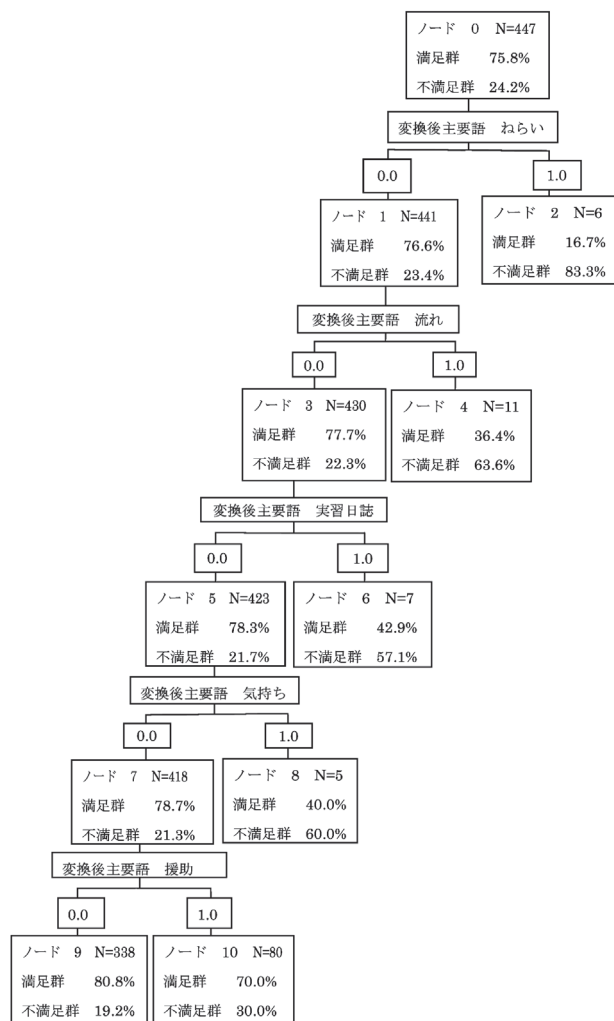 ノード 0 N=447
満足群 75.8%
不満足群 24.2%
変換後主要語 ねらい
0.0
1.0
ノード 1 N=441
満足群 76.6%
不満足群 23.4%
ノード 2 N=6
満足群 16.7%
不満足群 83.3%
変換後主要語 流れ
0.0
1.0
ノード 3 N=430
満足群 77.7%
不満足群 22.3%
ノード 4 N=11
満足群 36.4%
不満足群 63.6%
変換後主要語 実習日誌
0.0
1.0
ノード 5 N=423
満足群 78.3%
不満足群 21.7%
ノード 6 N=7
満足群 42.9%
不満足群 57.1%
変換後主要語 気持ち
0.0
1.0
ノード 7 N=418
満足群 78.7%
不満足群 21.3%
ノード 8 N=5
満足群 40.0%
不満足群 60.0%
変換後主要語 援助
0.0
1.0
ノード 9 N=338
満足群 80.8%
不満足群 19.2%
ノード 10 N=80
満足群 70.0%
不満足群 30.0%